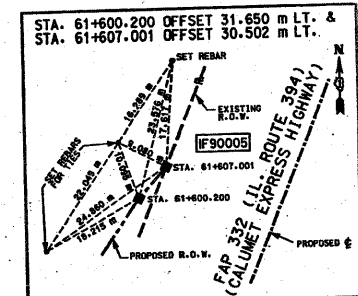 STA. 61+600.200 OFFSET 31.650 m LT. &
STA. 61+607.001 OFFSET 30.502 m LT.
SET REBAR
N
EXISTING
R.O.W.
IF90005
SET REBARS
FOR
TIES
22.049 m
STA. 61+607.001
STA. 61+600.200
PROPOSED R.O.W.
FAP 332 (IL. ROUTE 394)
(CALUMET EXPRESS HIGHWAY)
PROPOSED ℄